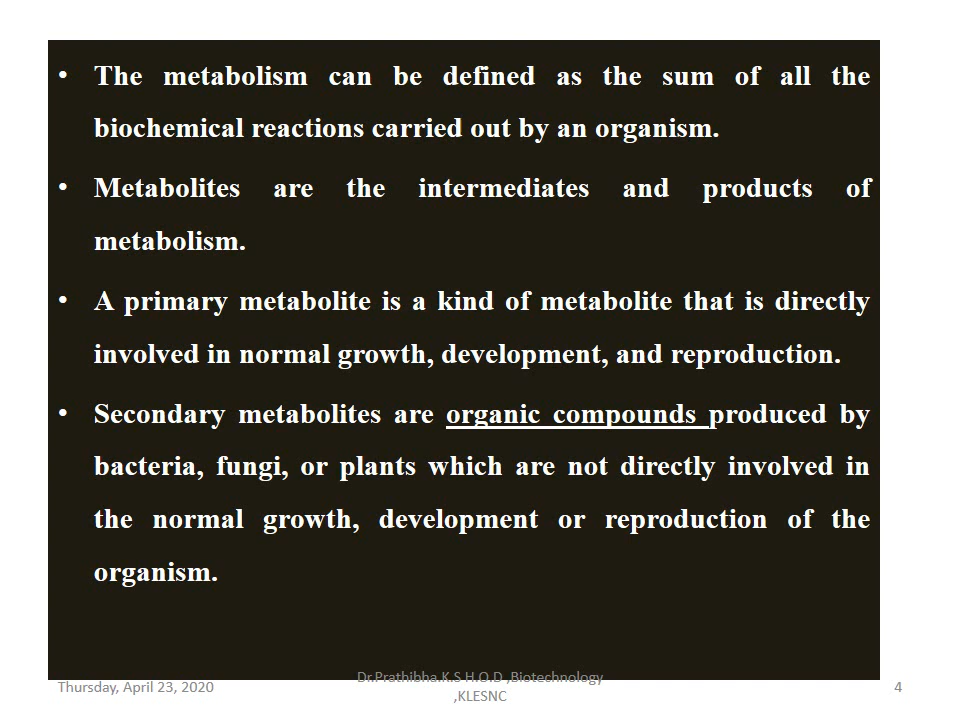 • The metabolism can be defined as the sum of all the
biochemical reactions carried out by an organism.
• Metabolites are the intermediates and products of
metabolism.
• A primary metabolite is a kind of metabolite that is directly
involved in normal growth, development, and reproduction.
• Secondary metabolites are organic compounds produced by
bacteria, fungi, or plants which are not directly involved in
the normal growth, development or reproduction of the
organism.
Thursday, April 23, 2020
Dr.Prathibha.K.S H.O.D ,Biotechnology
,KLESNC
4